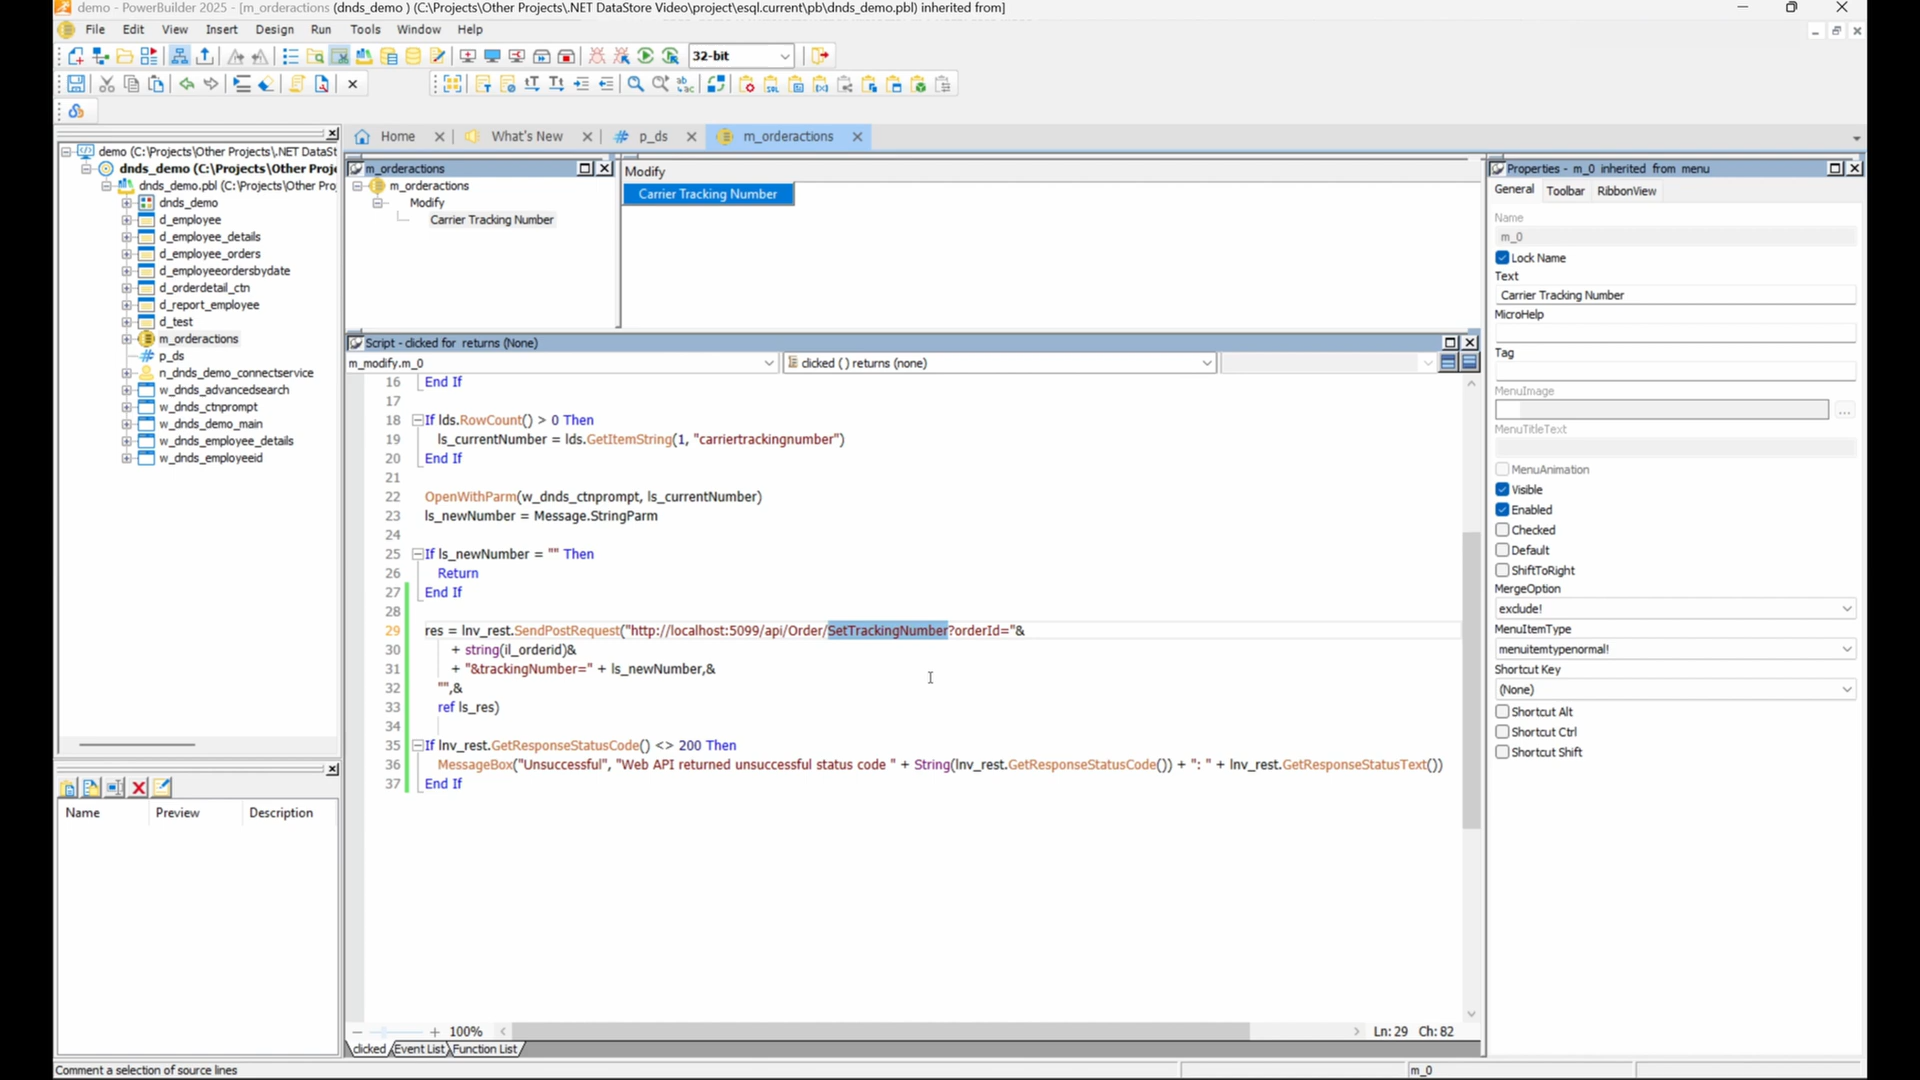 demo - PowerBuilder 2025 - [m_orderactions (dnds_demo ) (C:\Projects\Other Projects\.NET DataStore Video\project\esql.current\pb\dnds_demo.pbl) inherited from]
File Edit View Insert Design Run Tools Window Help
32-bit
Home What's New p_ds m_orderactions
demo (C:\Projects\Other Projects\.NET DataSt
dnds_demo (C:\Projects\Other Proj
dnds_demo.pbl (C:\Projects\Other Pro
dnds_demo
d_employee
d_employee_details
d_employee_orders
d_employeeordersbydate
d_orderdetail_ctn
d_report_employee
d_test
m_orderactions
p_ds
n_dnds_demo_connectservice
w_dnds_advancedsearch
w_dnds_ctnprompt
w_dnds_demo_main
w_dnds_employee_details
w_dnds_employeeid
Name Preview Description
m_orderactions
m_orderactions
Modify
Carrier Tracking Number
Modify
Carrier Tracking Number
Script - clicked for returns (None)
m_modify.m_0 clicked ( ) returns (none)
16 End If
17
18 If lds.RowCount() > 0 Then
19 ls_currentNumber = lds.GetItemString(1, "carriertrackingnumber")
20 End If
21
22 OpenWithParm(w_dnds_ctnprompt, ls_currentNumber)
23 ls_newNumber = Message.StringParm
24
25 If ls_newNumber = "" Then
26 Return
27 End If
28
29 res = lnv_rest.SendPostRequest("http://localhost:5099/api/Order/SetTrackingNumber?orderId="&
30 + string(il_orderid)&
31 + "&trackingNumber=" + ls_newNumber,&
32 "",&
33 ref ls_res)
34
35 If lnv_rest.GetResponseStatusCode() <> 200 Then
36 MessageBox("Unsuccessful", "Web API returned unsuccessful status code " + String(lnv_rest.GetResponseStatusCode()) + ": " + lnv_rest.GetResponseStatusText())
37 End If
100% Ln: 29 Ch: 82
clicked Event List Function List
Properties - m_0 inherited from menu
General Toolbar RibbonView
Name
m_0
Lock Name
Text
Carrier Tracking Number
MicroHelp
Tag
MenuImage
...
MenuTitleText
MenuAnimation
Visible
Enabled
Checked
Default
ShiftToRight
MergeOption
exclude!
MenuItemType
menuitemtypenormal!
Shortcut Key
(None)
Shortcut Alt
Shortcut Ctrl
Shortcut Shift
Comment a selection of source lines m_0